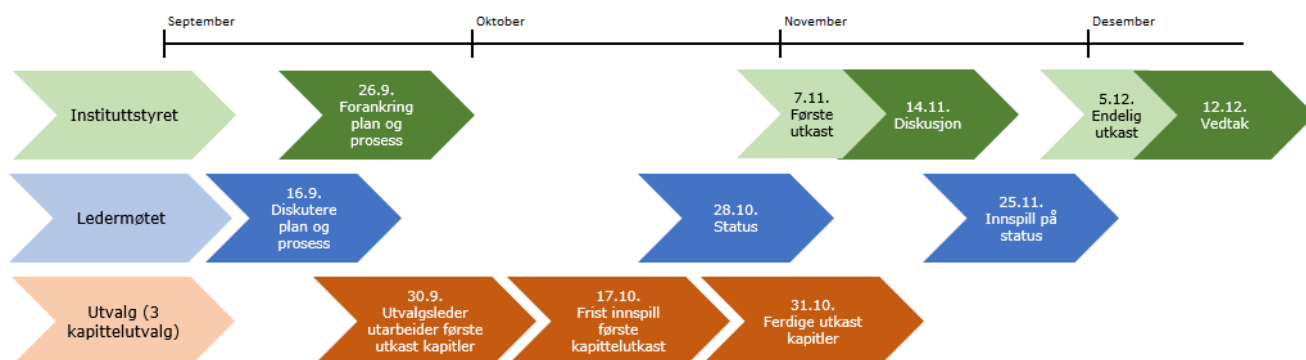 September
Oktober
November
Desember
Instituttstyret
26.9.
Forankring
plan og
prosess
7.11.
Første
utkast
14.11.
Diskusjon
5.12.
Endelig
utkast
12.12.
Vedtak
Ledermøtet
16.9.
Diskutere
plan og
prosess
28.10.
Status
25.11.
Innspill på
status
Utvalg (3
kapittelutvalg)
30.9.
Utvalgsleder
utarbeider første
utkast kapitler
17.10.
Frist innspill
første
kapittelutkast
31.10.
Ferdige utkast
kapitler